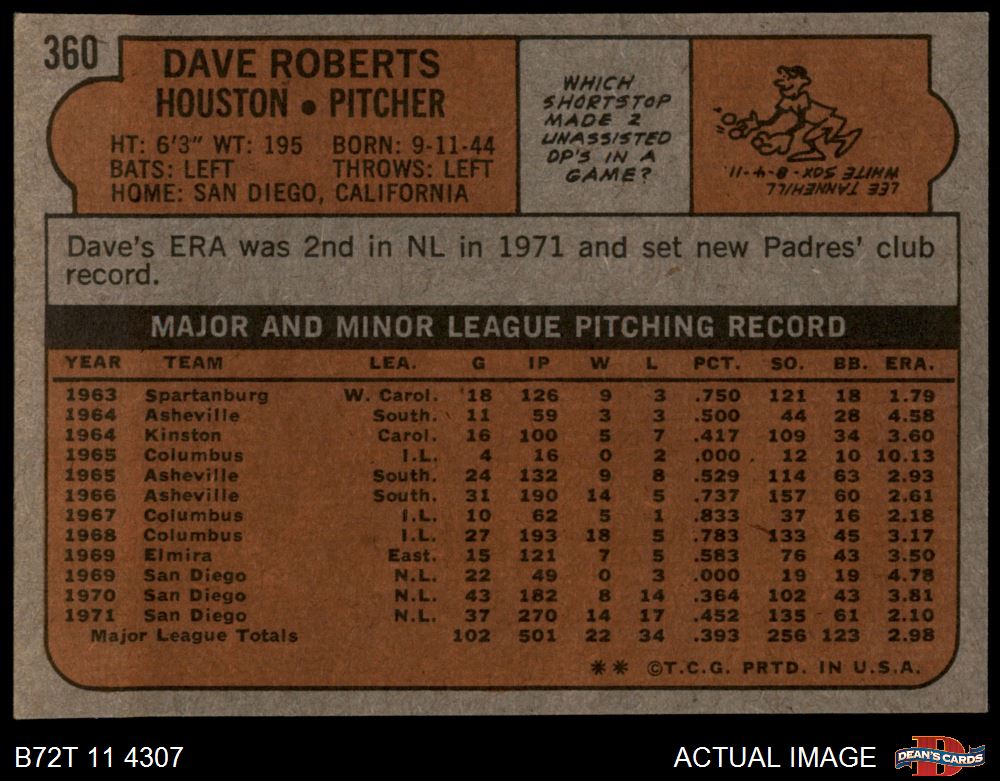 360
DAVE ROBERTS
HOUSTON • PITCHER
HT: 6'3" WT: 195 BORN: 9-11-44
BATS: LEFT THROWS: LEFT
HOME: SAN DIEGO, CALIFORNIA
WHICH
SHORTSTOP
MADE 2
UNASSISTED
DP'S IN A
GAME?
LEE TANNEHILL
WHITE SOX - 8-4-11.
Dave's ERA was 2nd in NL in 1971 and set new Padres' club
record.
MAJOR AND MINOR LEAGUE PITCHING RECORD
YEAR TEAM LEA. G IP W L PCT. SO. BB. ERA.
1963 Spartanburg W. Carol. 18 126 9 3 .750 121 18 1.79
1964 Asheville South. 11 59 3 3 .500 44 28 4.58
1964 Kinston Carol. 16 100 5 7 .417 109 34 3.60
1965 Columbus I.L. 4 16 0 2 .000 12 10 10.13
1965 Asheville South. 24 132 9 8 .529 114 63 2.93
1966 Asheville South. 31 190 14 5 .737 157 60 2.61
1967 Columbus I.L. 10 62 5 1 .833 37 16 2.18
1968 Columbus I.L. 27 193 18 5 .783 133 45 3.17
1969 Elmira East. 15 121 7 5 .583 76 43 3.50
1969 San Diego N.L. 22 49 0 3 .000 19 19 4.78
1970 San Diego N.L. 43 182 8 14 .364 102 43 3.81
1971 San Diego N.L. 37 270 14 17 .452 135 61 2.10
Major League Totals 102 501 22 34 .393 256 123 2.98
** ©T.C.G. PRTD. IN U.S.A.
B72T 11 4307
ACTUAL IMAGE
D
DEAN'S CARDS